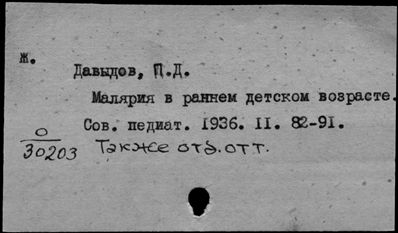 Ж.
Давыдов, П.Д.
Малярия в раннем детском возрасте.
Сов. педиат. 1936. II. 82-91.
О
30203 Также отд.отт.